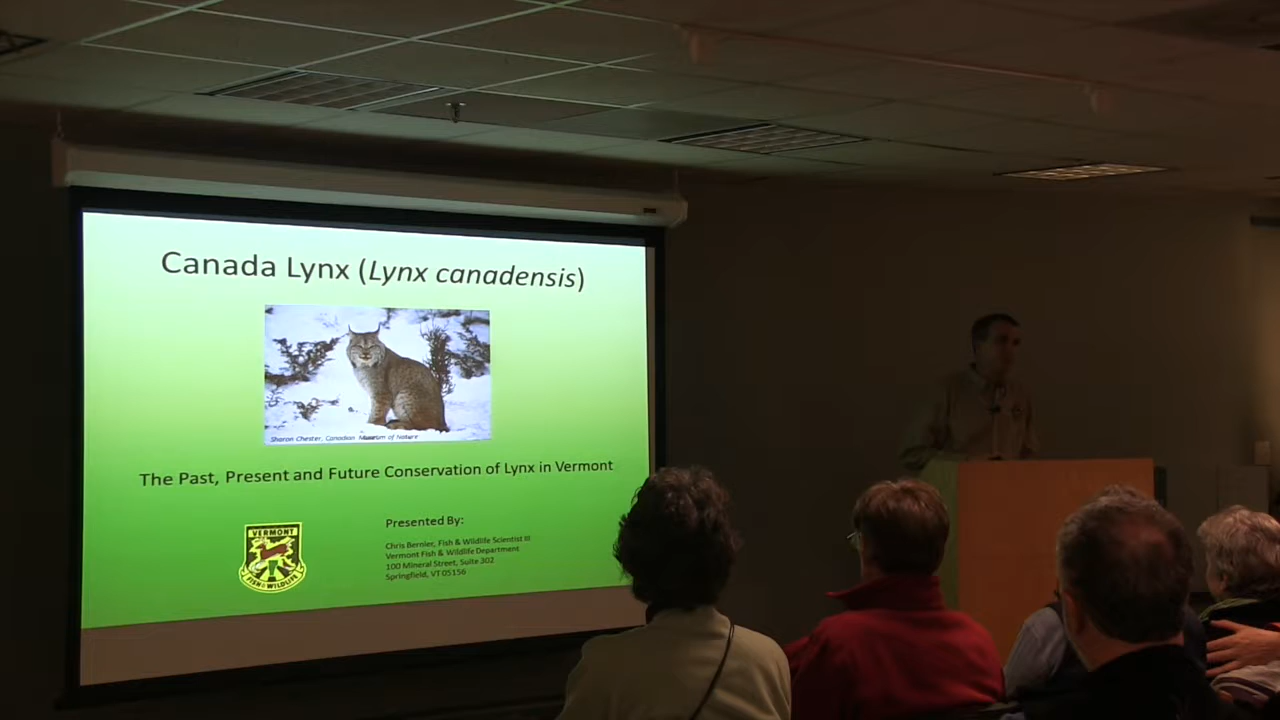 Canada Lynx (Lynx canadensis)
Sharon Chester, Canadian Museum of Nature
The Past, Present and Future Conservation of Lynx in Vermont
VERMONT
FISH & WILDLIFE
Presented By:
Chris Bernier, Fish & Wildlife Scientist III
Vermont Fish & Wildlife Department
100 Mineral Street, Suite 302
Springfield, VT 05156